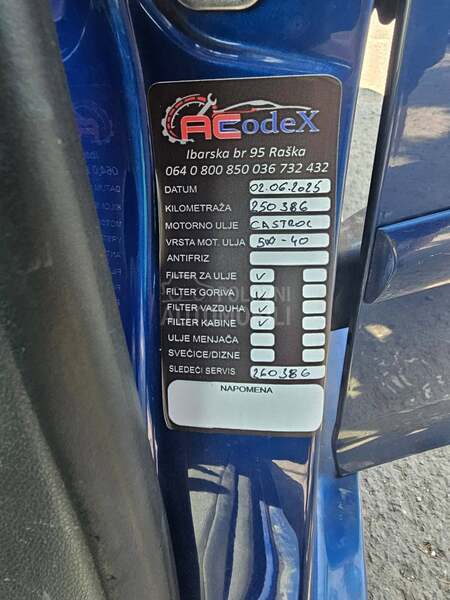 ACodeX
Ibarska br 95 Raška
064 0 800 850 036 732 432
DATUM 02.06.2025
KILOMETRAŽA 250386
MOTORNO ULJE CASTROL
VRSTA MOT. ULJA 5W-40
ANTIFRIZ
FILTER ZA ULJE ✓
FILTER GORIVA ✓
FILTER VAZDUHA ✓
FILTER KABINE ✓
ULJE MENJAČA
SVEĆICE/DIZNE
SLEDEĆI SERVIS 260386
NAPOMENA